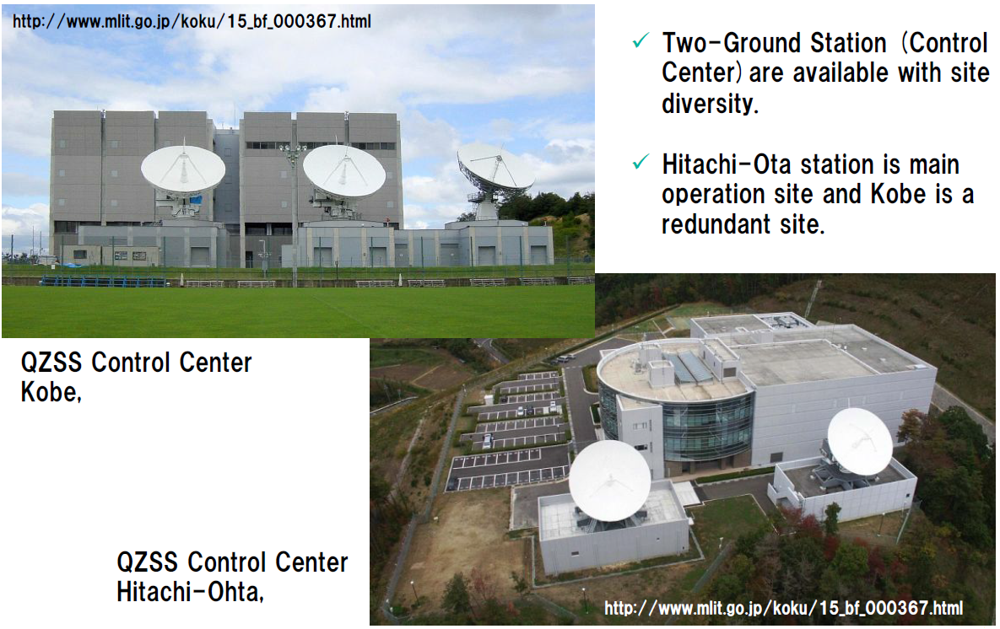 http://www.mlit.go.jp/koku/15_bf_000367.html
✓ Two-Ground Station (Control
Center) are available with site
diversity.
✓ Hitachi-Ota station is main
operation site and Kobe is a
redundant site.
QZSS Control Center
Kobe,
QZSS Control Center
Hitachi-Ohta,
http://www.mlit.go.jp/koku/15_bf_000367.html